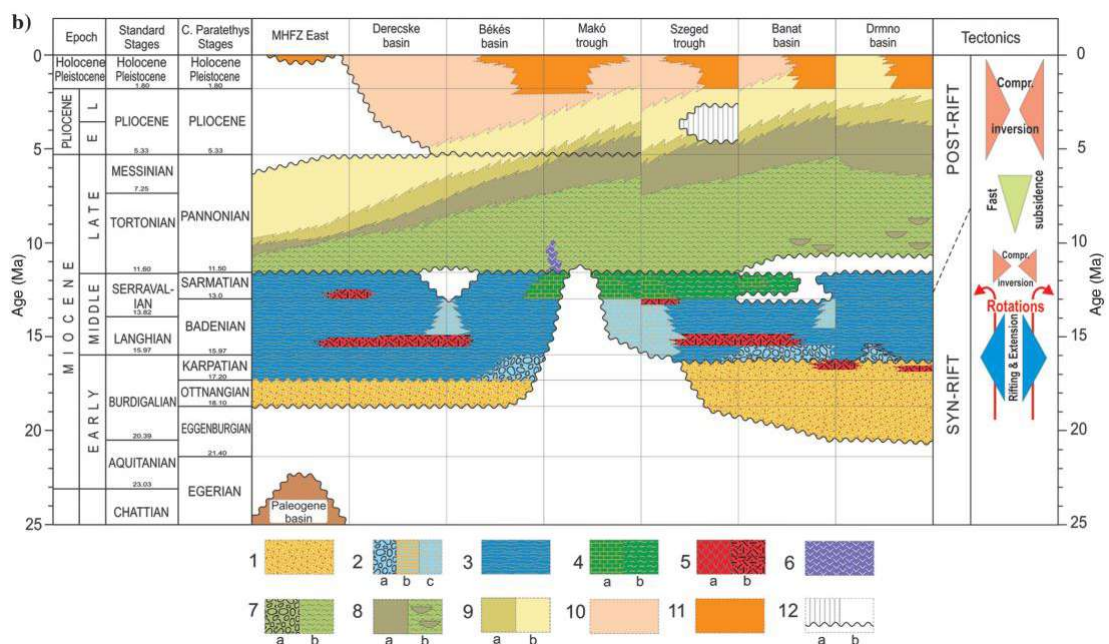 b)
Epoch
Standard
Stages
C. Paratethys
Stages
MHFZ East
Derecske
basin
Békés
basin
Makó
trough
Szeged
trough
Banat
basin
Drmno
basin
Tectonics
0
Holocene
Pleistocene
Holocene
Pleistocene
1.80
Holocene
Pleistocene
1.80
0
PLIOCENE
L
E
PLIOCENE
5.33
PLIOCENE
5.33
5
5
MIOCENE
LATE
MESSINIAN
7.25
TORTONIAN
11.60
PANNONIAN
11.50
10
10
MIDDLE
SERRAVAL-
IAN
13.82
LANGHIAN
15.97
SARMATIAN
13.0
BADENIAN
15.97
15
15
EARLY
BURDIGALIAN
20.39
AQUITANIAN
23.03
KARPATIAN
17.20
OTTNANGIAN
18.10
EGGENBURGIAN
21.40
20
20
CHATTIAN
EGERIAN
Paleogene
basin
25
25
Age (Ma)
Age (Ma)
POST-RIFT
SYN-RIFT
Compr.
inversion
Fast
subsidence
Compr.
inversion
Rotations
Rifting & Extension
1
2
a b c
3
4
a b
5
a b
6
7
a b
8
a b
9
a b
10
11
12
a b